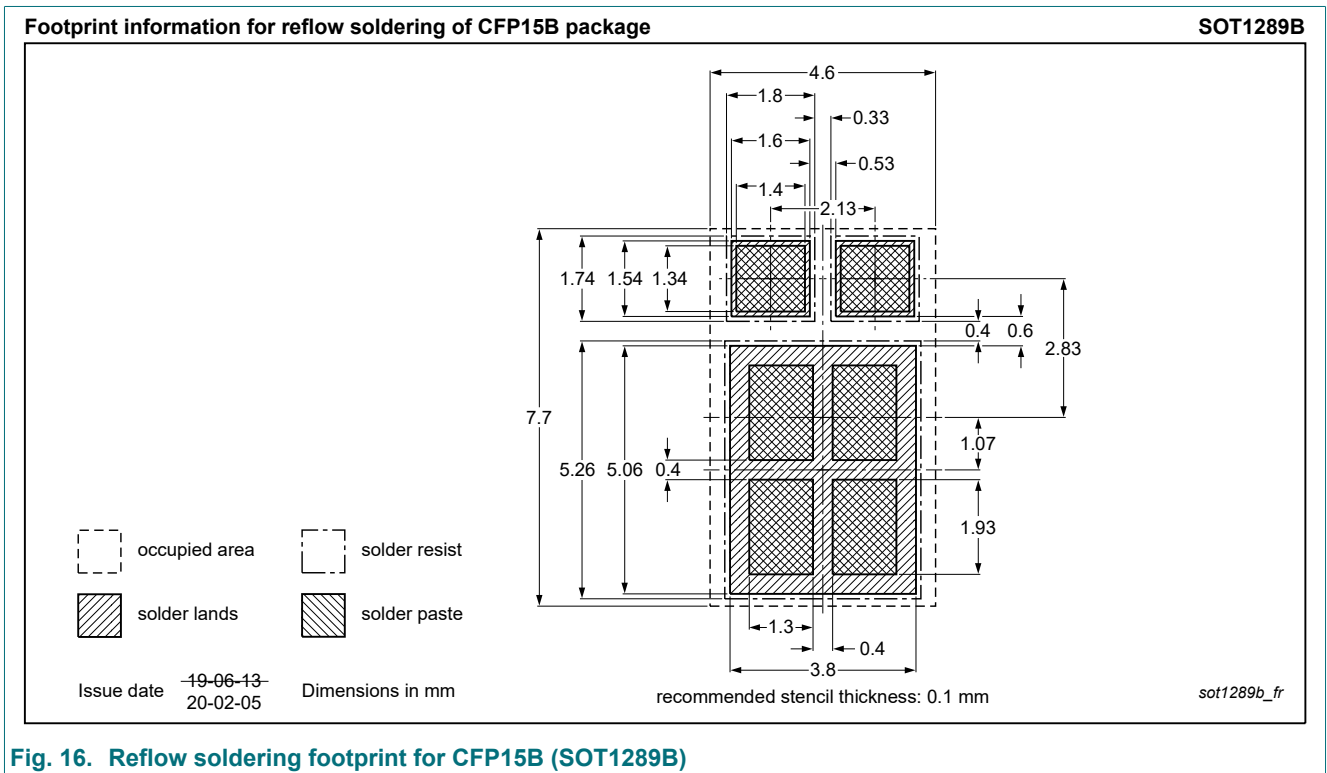 Footprint information for reflow soldering of CFP15B package SOT1289B
4.6
1.8
0.33
1.6
0.53
1.4
2.13
1.74 1.54 1.34
0.4 0.6
2.83
7.7
1.07
5.26 5.06 0.4
1.93
occupied area solder resist
solder lands solder paste
1.3
0.4
3.8
Issue date 19-06-13 Dimensions in mm
20-02-05
recommended stencil thickness: 0.1 mm
sot1289b_fr
Fig. 16. Reflow soldering footprint for CFP15B (SOT1289B)